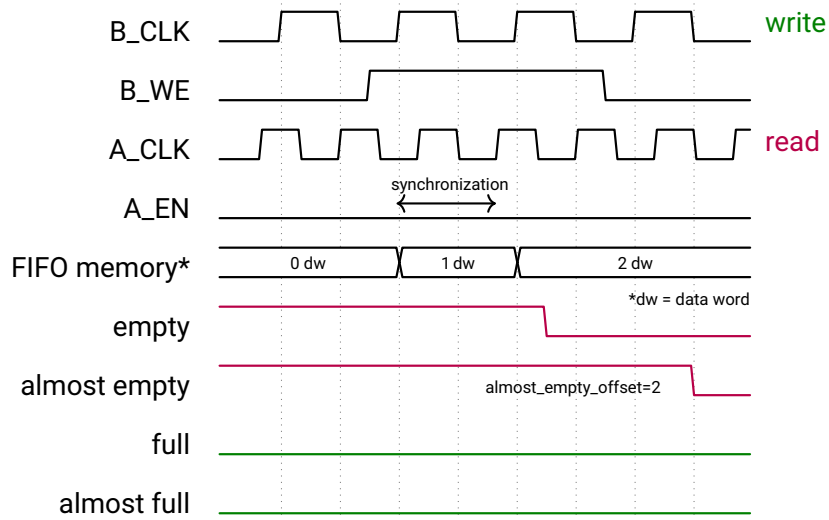 B_CLK
write
B_WE
A_CLK
read
synchronization
A_EN
FIFO memory*
0 dw
1 dw
2 dw
*dw = data word
empty
almost empty
almost_empty_offset=2
full
almost full